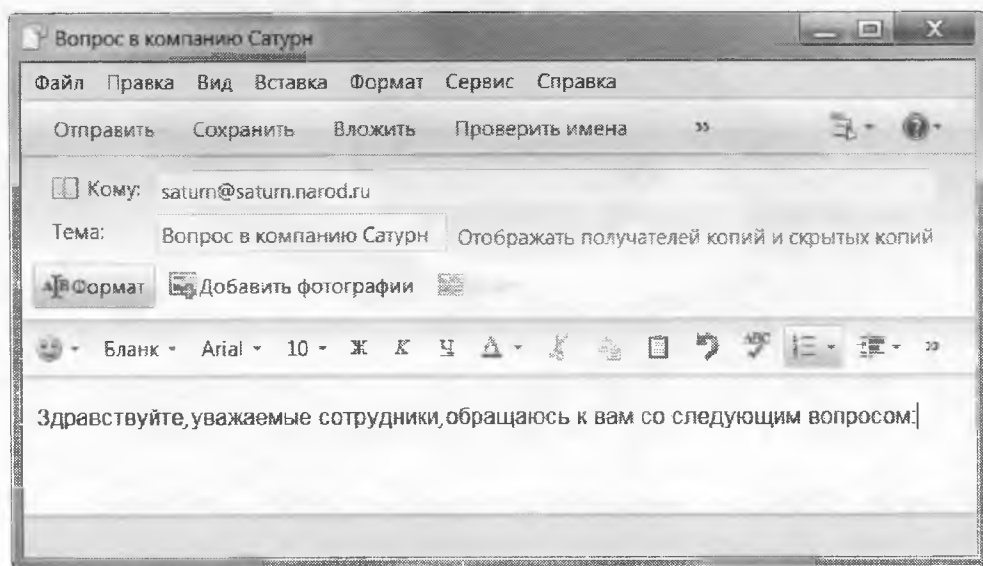 Вопрос в компанию Сатурн
Файл Правка Вид Вставка Формат Сервис Справка
Отправить Сохранить Вложить Проверить имена »
Кому: saturn@saturn.narod.ru
Тема: Вопрос в компанию Сатурн Отображать получателей копий и скрытых копий
Формат Добавить фотографии
Бланк Arial 10 Ж К Ч А ABC »
Здравствуйте,уважаемые сотрудники,обращаюсь к вам со следующим вопросом: